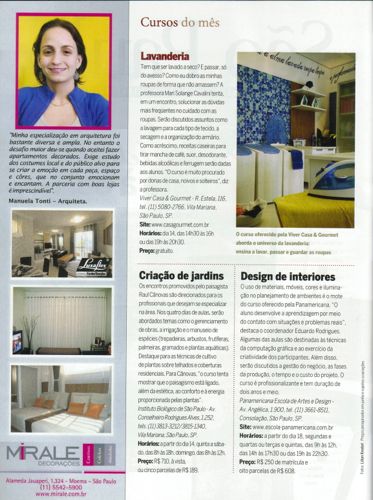 Cursos do mês
Lavanderia
Tem que ser lavado a seco? E passar, só
do avesso? Como eu dobro as minhas
roupas de forma que não amassem? A
professora Mari Solange Cavalini tenta,
em um encontro, solucionar as dúvidas
mais frequentes no cuidado com as
roupas. Serão discutidos assuntos como
a lavagem para cada tipo de tecido, a
secagem e a organização do armário.
Como acréscimo, receitas caseiras para
tirar mancha de café, suor, desodorante,
bebidas alcoólicas e ferrugem serão dadas
aos alunos. "O curso é muito procurado
por donas de casa, noivos e solteiros", diz
a professora.
Viver Casa & Gourmet - R. Estela, 116,
tel. (11) 5080-2766, Vila Mariana,
São Paulo, SP.
Site: www.casagourmet.com.br
Horários: dia 14, das 14h30 às 16h
ou das 19h às 20h30.
Preço: gratuito.
O curso oferecido pela Viver Casa & Gourmet
aborda o universo da lavanderia:
ensina a lavar, passar e guardar as roupas
Criação de jardins
Os encontros promovidos pelo paisagista
Raul Cânovas são direcionados para os
profissionais que desejam se especializar
na área. Nos quatro dias de aulas, serão
abordados temas como o gerenciamento
de obras, a irrigação e o manuseio de
espécies (trepadeiras, arbustos, frutíferas,
palmeiras, gramados e plantas aquáticas).
Destaque para as técnicas de cultivo
de plantas sobre telhados e coberturas
residenciais. Para Cânovas, "o curso tenta
mostrar que o paisagismo está ligado,
além da estética, ao conforto e à energia
proporcionada pelas plantas".
Instituto Biológico de São Paulo - Av.
Conselheiro Rodrigues Alves, 1.252,
tel. (11) 3813-3212/3815-1340,
Vila Mariana, São Paulo, SP.
Horários: a partir do dia 14, quinta a sábado,
das 8h às 18h, domingo, das 8h às 12h.
Preço: R$ 710, à vista,
ou cinco parcelas de R$ 189.
Design de interiores
O uso de materiais, móveis, cores e iluminação
no planejamento de ambientes é o mote
do curso oferecido pela Panamericana. "O
aluno desenvolve a aprendizagem por meio
do contato com situações e problemas reais",
destaca o coordenador Eduardo Rodrigues.
Algumas das aulas são destinadas às técnicas
da computação gráfica e ao exercício da
criatividade dos participantes. Além disso,
serão discutidos a gestão do negócio, as fases
da produção, o tempo e o custo do projeto. O
curso é profissionalizante e tem duração de
dois anos e meio.
Panamericana Escola de Artes e Design -
Av. Angélica, 1.900, tel. (11) 3661-8511,
Consolação, São Paulo, SP.
Site: www.escola-panamericana.com.br
Horários: a partir do dia 18, segundas e
quartas ou terças e quintas, das 9h às 12h,
das 14h às 17h30 ou das 19h às 22h30.
Preço: R$ 250 de matrícula e
oito parcelas de R$ 608.
"Minha especialização em arquitetura foi
bastante diversa e ampla. No entanto o
desafio maior deu-se quando aceitei fazer
apartamentos decorados. Exige estudo
dos costumes locais e do público alvo para
se criar a emoção em cada peça, espaço
e côres, que no conjunto emocionam
e encantam. A parceria com boas lojas
é imprescindível".
Manuela Tonti – Arquiteta.
Luxaflex
MIRALE
DECORAÇÕES
Alameda Jauaperi, 1.324 - Moema – São Paulo
(11) 5542-5900
www.mirale.com.br